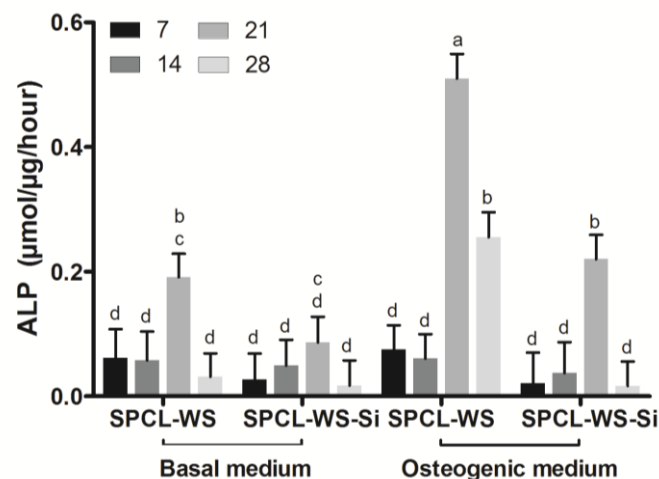 0.6
0.4
0.2
0.0
ALP (µmol/µg/hour)
7 21
14 28
d d b c d
d d c d d
d d a b
d d b d
SPCL-WS SPCL-WS-Si SPCL-WS SPCL-WS-Si
Basal medium Osteogenic medium